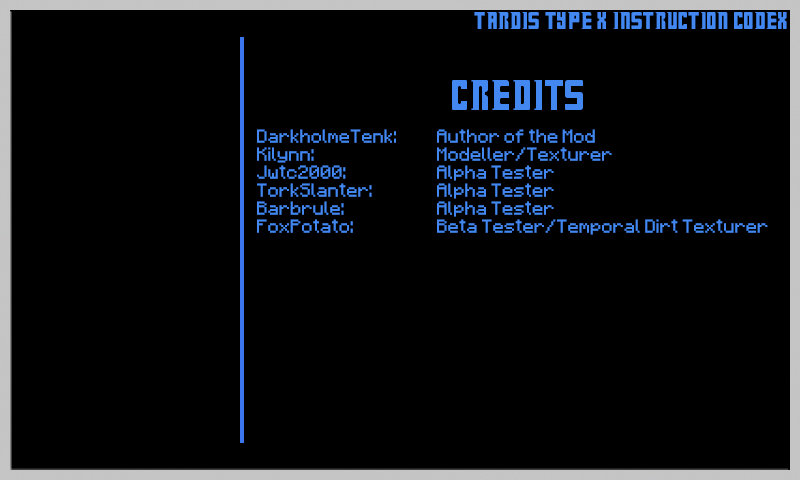 TARDIS TYPE X INSTRUCTION CODEX
CREDITS
DarkholmeTenk: Author of the Mod
Kilynn: Modeller/Texturer
Jwtc2000: Alpha Tester
TorkSlanter: Alpha Tester
Barbrule: Alpha Tester
FoxPotato: Beta Tester/Temporal Dirt Texturer